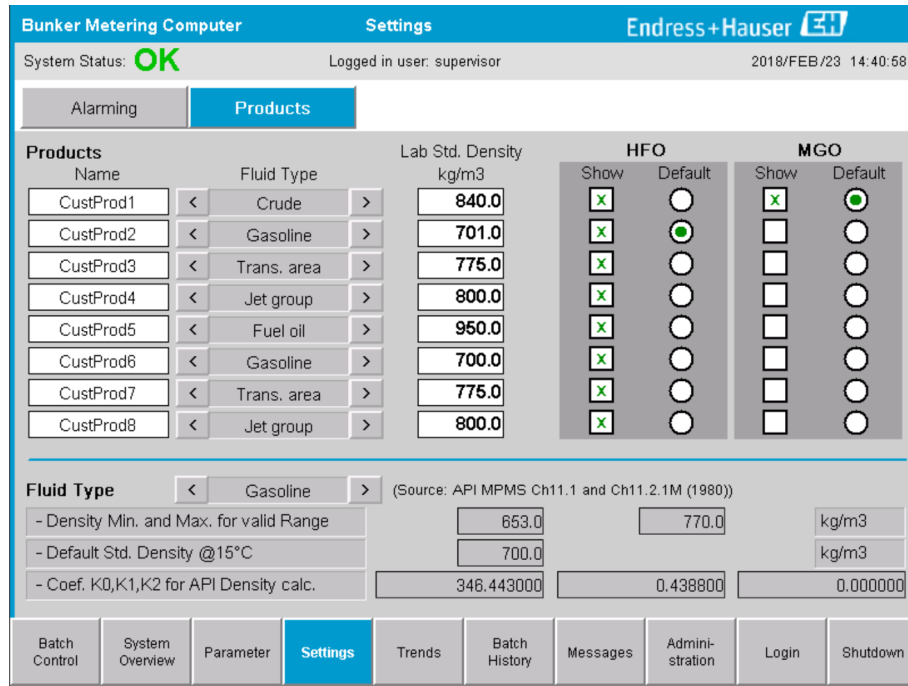 Bunker Metering Computer Settings Endress+Hauser EH
System Status: OK Logged in user: supervisor 2018/FEB/23 14:40:58
Alarming Products
Products Lab Std. Density HFO MGO
Name Fluid Type kg/m3 Show Default Show Default
CustProd1 < Crude > 840.0 x x
CustProd2 < Gasoline > 701.0 x
CustProd3 < Trans. area > 775.0 x
CustProd4 < Jet group > 800.0 x
CustProd5 < Fuel oil > 950.0 x
CustProd6 < Gasoline > 700.0 x
CustProd7 < Trans. area > 775.0 x
CustProd8 < Jet group > 800.0 x
Fluid Type < Gasoline > (Source: API MPMS Ch11.1 and Ch11.2.1M (1980))
- Density Min. and Max. for valid Range 653.0 770.0 kg/m3
- Default Std. Density @15°C 700.0 kg/m3
- Coef. K0,K1,K2 for API Density calc. 346.443000 0.438800 0.000000
Batch Control System Overview Parameter Settings Trends Batch History Messages Admini-stration Login Shutdown